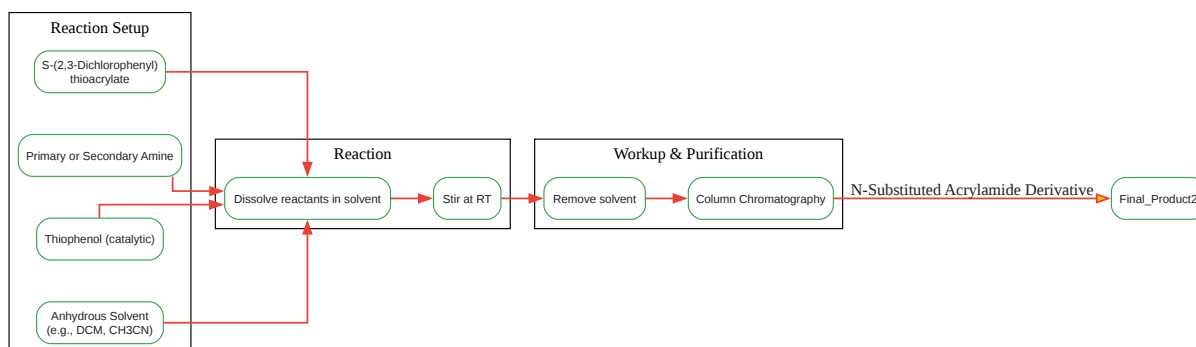 Reaction Setup
S-(2,3-Dichlorophenyl)
thioacrylate
Primary or Secondary Amine
Thiophenol (catalytic)
Anhydrous Solvent
(e.g., DCM, CH3CN)
Reaction
Dissolve reactants in solvent
Stir at RT
Workup & Purification
Remove solvent
Column Chromatography
N-Substituted Acrylamide Derivative
Final_Product2